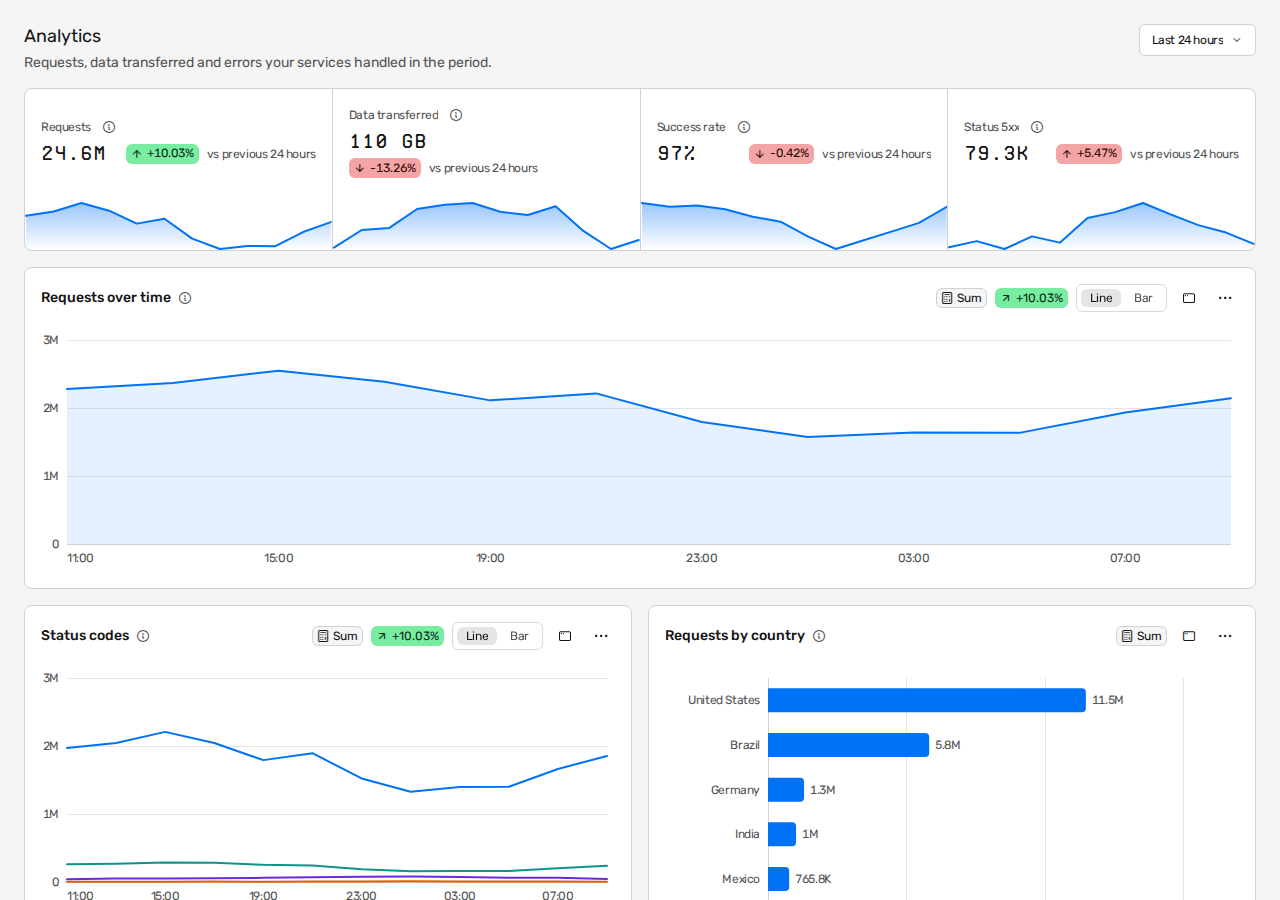 Analytics
Last 24 hours
Requests, data transferred and errors your services handled in the period.
Requests
24.6M
+10.03%
vs previous 24 hours
Data transferred
110 GB
-13.26%
vs previous 24 hours
Success rate
97%
-0.42%
vs previous 24 hours
Status 5xx
79.3K
+5.47%
vs previous 24 hours
Requests over time
Sum
+10.03%
Line
Bar
3M
2M
1M
0
11:00
15:00
19:00
23:00
03:00
07:00
Status codes
Sum
+10.03%
Line
Bar
3M
2M
1M
0
11:00
15:00
19:00
23:00
03:00
07:00
Requests by country
Sum
United States
11.5M
Brazil
5.8M
Germany
1.3M
India
1M
Mexico
765.8K